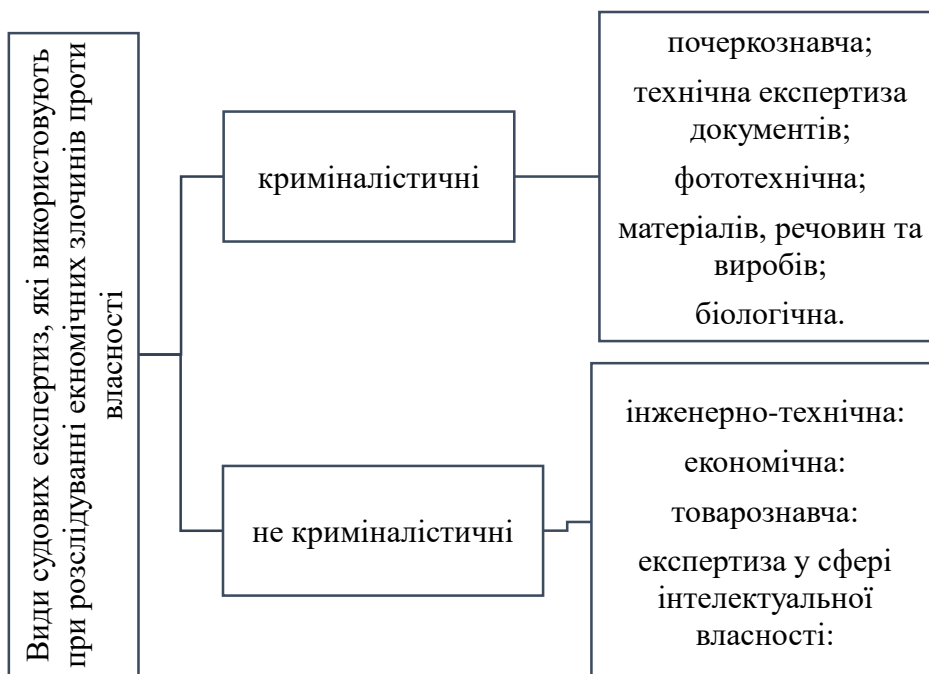 Види судових експертиз, які використовують
при розслідуванні екномічних злочинів проти
власності
криміналістичні
почеркознавча;
технічна експертиза
документів;
фототехнічна;
матеріалів, речовин та
виробів;
біологічна.
не криміналістичні
інженерно-технічна:
економічна:
товарознавча:
експертиза у сфері
інтелектуальної
власності: